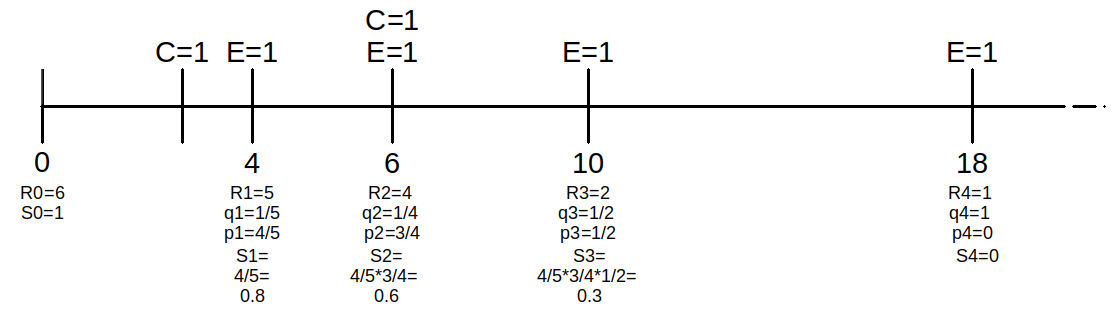 C=1
C=1 E=1 E=1 E=1 E=1
0 4 6 10 18
R0=6 R1=5 R2=4 R3=2 R4=1
S0=1 q1=1/5 q2=1/4 q3=1/2 q4=1
p1=4/5 p2=3/4 p3=1/2 p4=0
S1= S2= S3= S4=0
4/5= 4/5*3/4= 4/5*3/4*1/2=
0.8 0.6 0.3